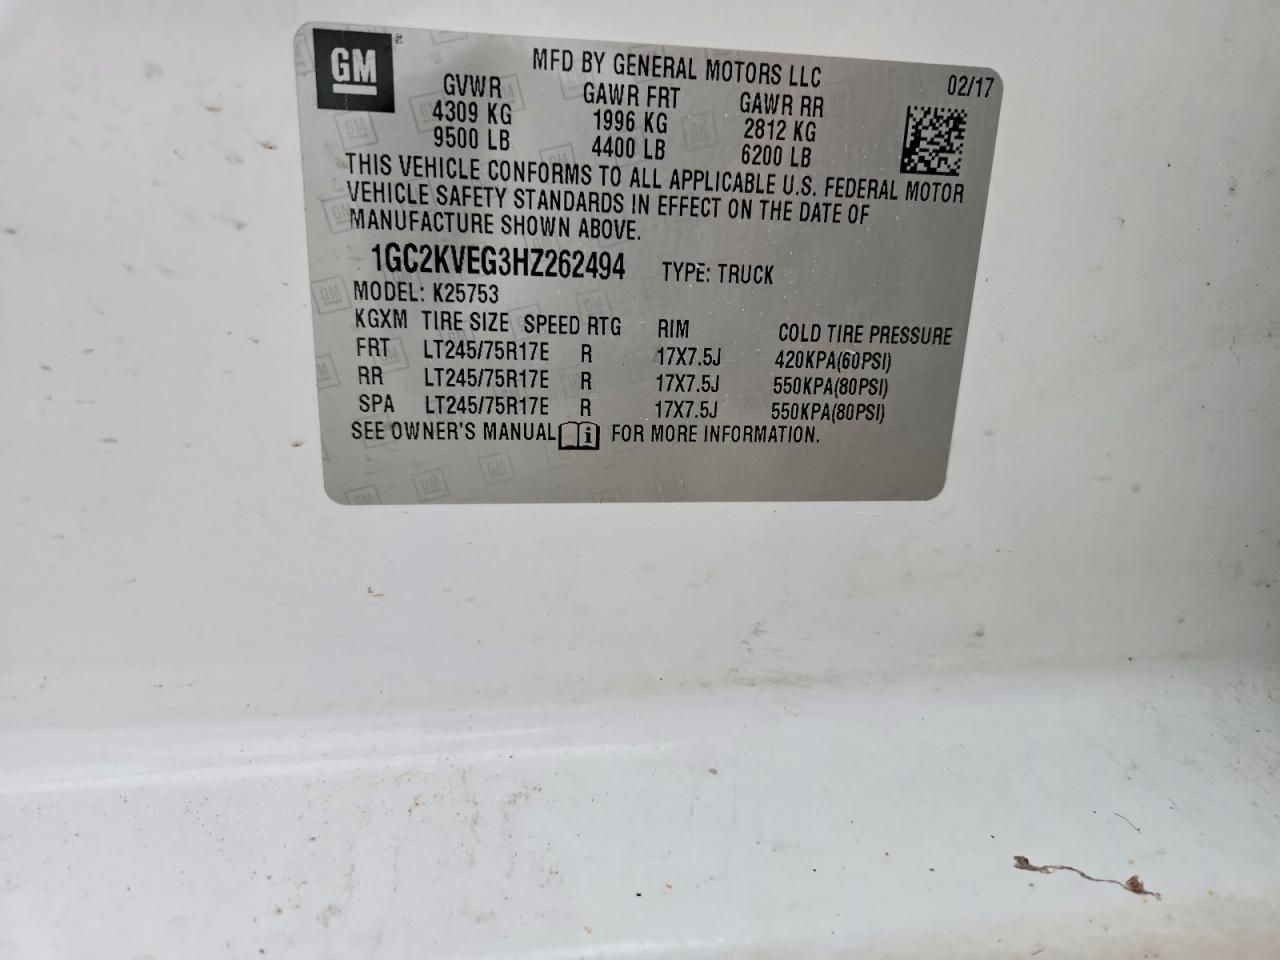 GM
MFD BY GENERAL MOTORS LLC 02/17
GVWR GAWR FRT GAWR RR
4309 KG 1996 KG 2812 KG
9500 LB 4400 LB 6200 LB
THIS VEHICLE CONFORMS TO ALL APPLICABLE U.S. FEDERAL MOTOR
VEHICLE SAFETY STANDARDS IN EFFECT ON THE DATE OF
MANUFACTURE SHOWN ABOVE.
1GC2KVEG3HZ262494 TYPE: TRUCK
MODEL: K25753
KGXM TIRE SIZE SPEED RTG RIM COLD TIRE PRESSURE
FRT LT245/75R17E R 17X7.5J 420KPA(60PSI)
RR LT245/75R17E R 17X7.5J 550KPA(80PSI)
SPA LT245/75R17E R 17X7.5J 550KPA(80PSI)
SEE OWNER'S MANUAL i FOR MORE INFORMATION.